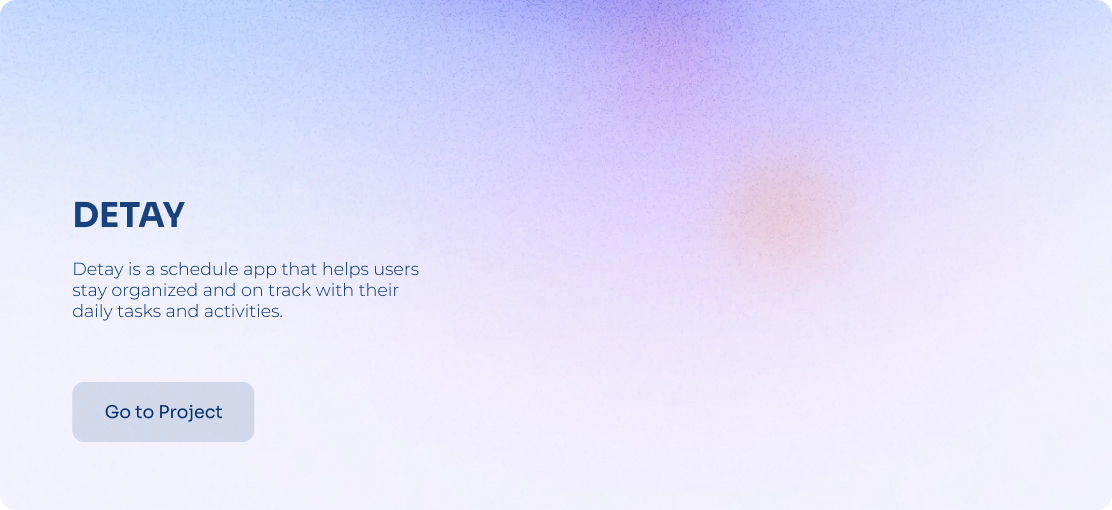 DETAY
Detay is a schedule app that helps users
stay organized and on track with their
daily tasks and activities.
Go to Project